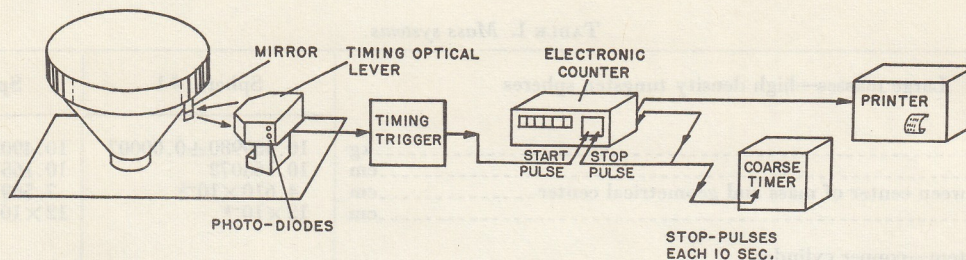 MIRROR
TIMING OPTICAL
LEVER
ELECTRONIC
COUNTER
PRINTER
TIMING
TRIGGER
START
PULSE
STOP
PULSE
COARSE
TIMER
PHOTO-DIODES
STOP-PULSES
EACH 10 SEC.